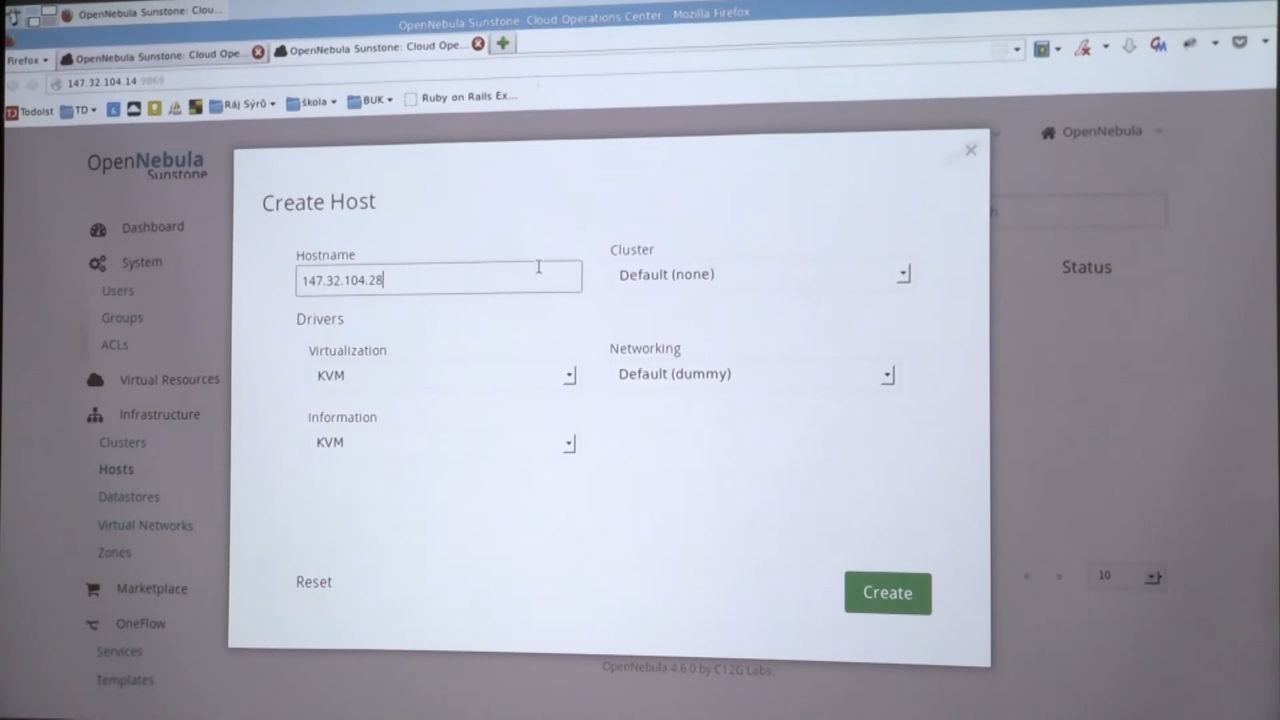 OpenNebula Sunstone: Clou...
OpenNebula Sunstone: Cloud Operations Center - Mozilla Firefox
Firefox
OpenNebula Sunstone: Cloud Ope...
OpenNebula Sunstone: Cloud Ope...
147.32.104.14:9869
Todoist
TD
Ráj Sýrů
škola
BUK
Ruby on Rails Ex...
OpenNebula
Sunstone
OpenNebula
Create Host
Dashboard
System
Users
Groups
ACLs
Virtual Resources
Infrastructure
Clusters
Hosts
Datastores
Virtual Networks
Zones
Marketplace
OneFlow
Services
Templates
Hostname
147.32.104.28
Cluster
Default (none)
Drivers
Virtualization
KVM
Networking
Default (dummy)
Information
KVM
Reset
Create
Status
10
OpenNebula 4.6.0 by C12G Labs.